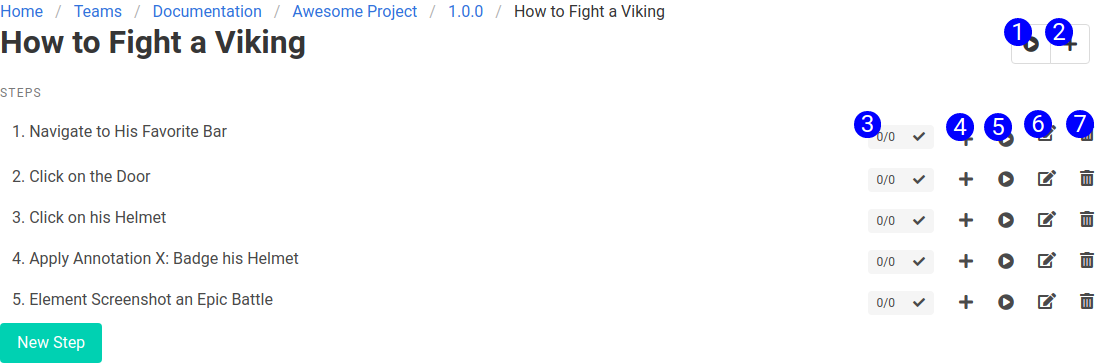 Home / Teams / Documentation / Awesome Project / 1.0.0 / How to Fight a Viking
How to Fight a Viking
1 2
STEPS
1. Navigate to His Favorite Bar 3 0/0 4 5 6 7
2. Click on the Door 0/0
3. Click on his Helmet 0/0
4. Apply Annotation X: Badge his Helmet 0/0
5. Element Screenshot an Epic Battle 0/0
New Step